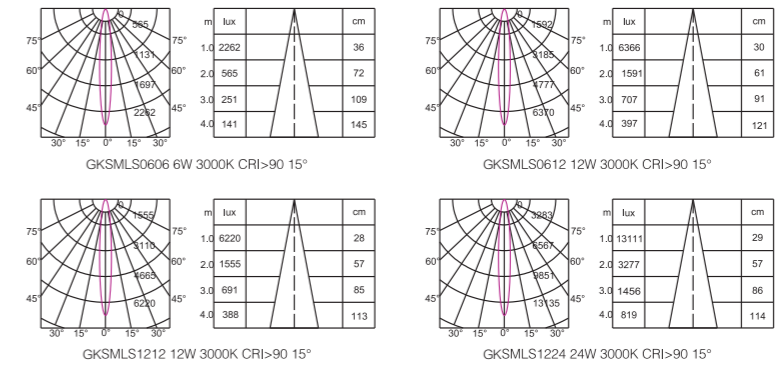 0
565
1131
1697
2262
75°
60°
45°
30° 15° 0° 15° 30°
75°
60°
45°
m lux cm
1.0 2262 36
2.0 565 72
3.0 251 109
4.0 141 145
GKSMLS0606 6W 3000K CRI>90 15°
0
1592
3185
4777
6370
75°
60°
45°
30° 15° 0° 15° 30°
75°
60°
45°
m lux cm
1.0 6366 30
2.0 1591 61
3.0 707 91
4.0 397 121
GKSMLS0612 12W 3000K CRI>90 15°
0
1555
3110
4665
6220
75°
60°
45°
30° 15° 0° 15° 30°
75°
60°
45°
m lux cm
1.0 6220 28
2.0 1555 57
3.0 691 85
4.0 388 113
GKSMLS1212 12W 3000K CRI>90 15°
0
3283
6567
9851
13135
75°
60°
45°
30° 15° 0° 15° 30°
75°
60°
45°
m lux cm
1.0 13111 29
2.0 3277 57
3.0 1456 86
4.0 819 114
GKSMLS1224 24W 3000K CRI>90 15°